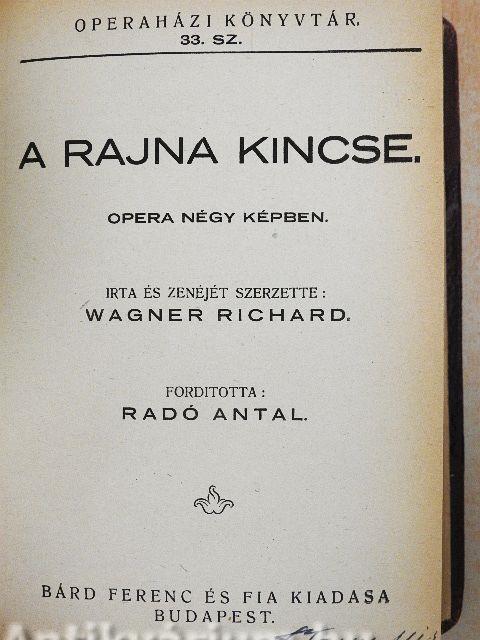 OPERAHÁZI KÖNYVTÁR.
33. SZ.
A RAJNA KINCSE.
OPERA NÉGY KÉPBEN.
IRTA ÉS ZENÉJÉT SZERZETTE:
WAGNER RICHARD.
FORDITOTTA:
RADÓ ANTAL.
BÁRD FERENC ÉS FIA KIADASA
BUDAPEST.